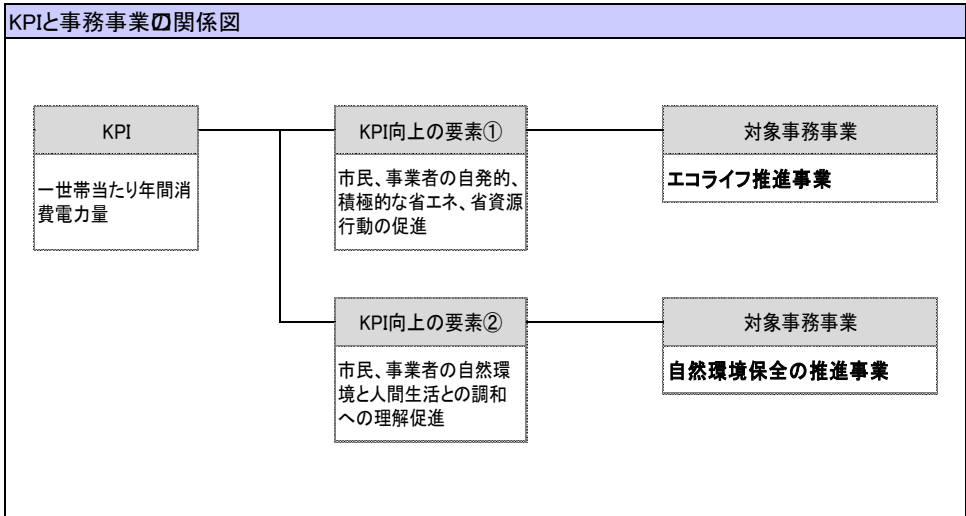 KPIと事務事業の関係図
KPI
一世帯当たり年間消
費電力量
KPI向上の要素①
市民、事業者の自発的、
積極的な省エネ、省資源
行動の促進
対象事務事業
エコライフ推進事業
KPI向上の要素②
市民、事業者の自然環
境と人間生活との調和
への理解促進
対象事務事業
自然環境保全の推進事業